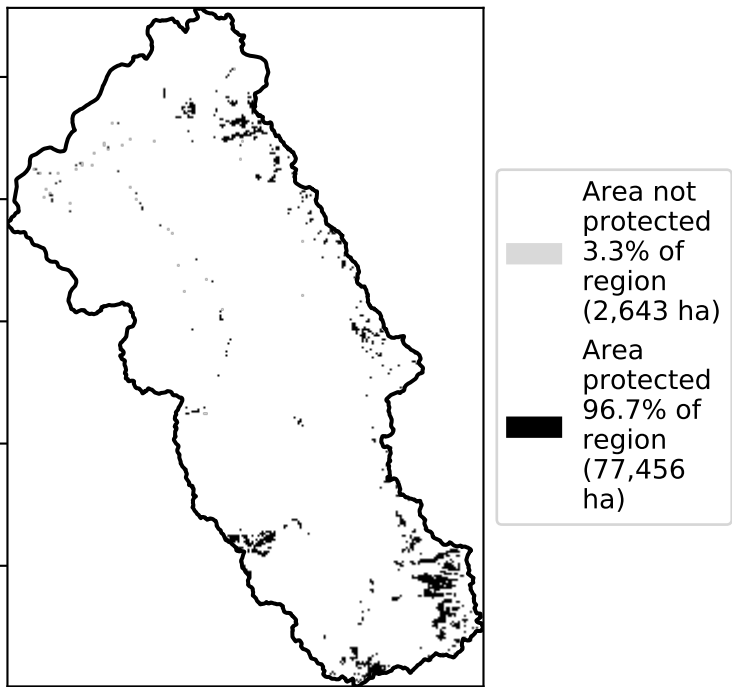 Area not
protected
3.3% of
region
(2,643 ha)
Area
protected
96.7% of
region
(77,456
ha)